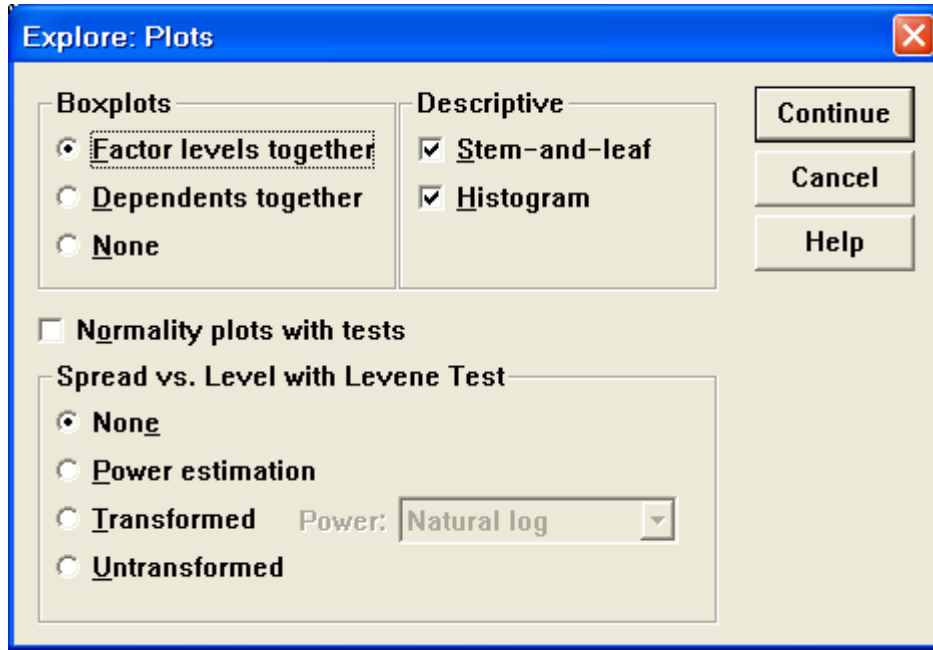 Explore: Plots
Boxplots
Factor levels together
Dependents together
None
Descriptive
Stem-and-leaf
Histogram
Continue
Cancel
Help
Normality plots with tests
Spread vs. Level with Levene Test
None
Power estimation
Transformed Power: Natural log
Untransformed